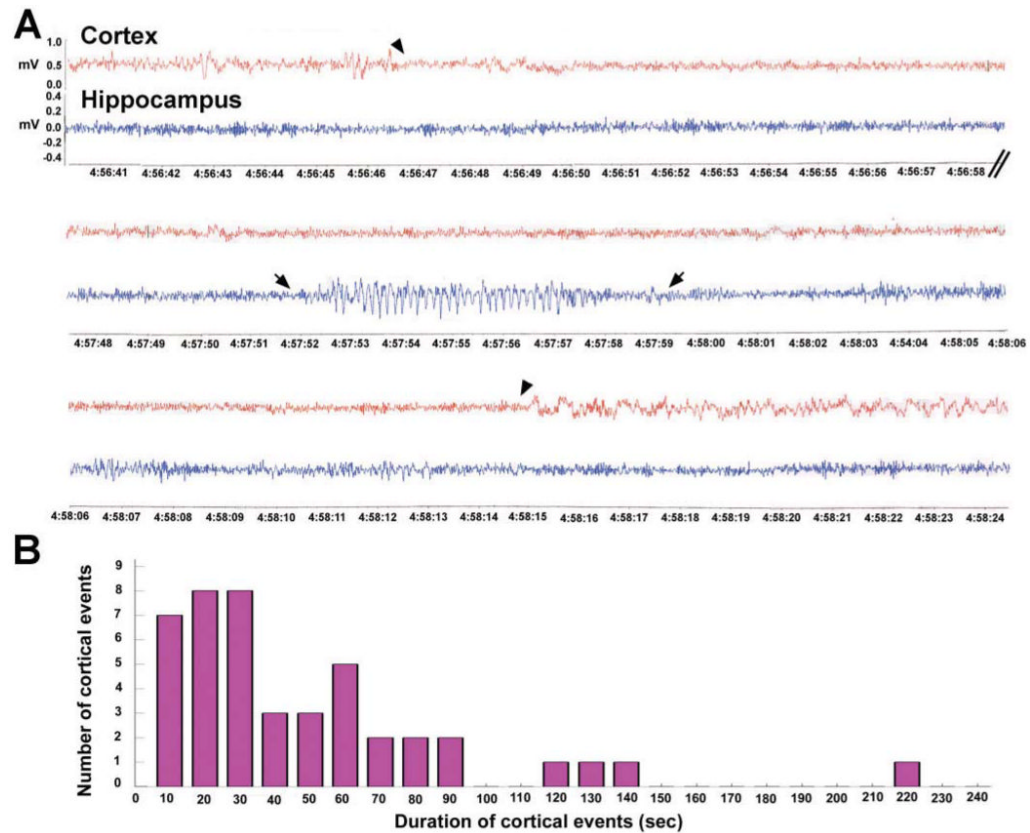 A
Cortex
1.0
mV 0.5
0.0
Hippocampus
0.4
0.2
mV 0.0
-0.2
-0.4
4:56:41 4:56:42 4:56:43 4:56:44 4:56:45 4:56:46 4:56:47 4:56:48 4:56:49 4:56:50 4:56:51 4:56:52 4:56:53 4:56:54 4:56:55 4:56:56 4:56:57 4:56:58
4:57:48 4:57:49 4:57:50 4:57:51 4:57:52 4:57:53 4:57:54 4:57:55 4:57:56 4:57:57 4:57:58 4:57:59 4:58:00 4:58:01 4:58:02 4:58:03 4:54:04 4:58:05 4:58:06
4:58:06 4:58:07 4:58:08 4:58:09 4:58:10 4:58:11 4:58:12 4:58:13 4:58:14 4:58:15 4:58:16 4:58:17 4:58:18 4:58:19 4:58:20 4:58:21 4:58:22 4:58:23 4:58:24
B
Number of cortical events
9
8
7
6
5
4
3
2
1
0
0 10 20 30 40 50 60 70 80 90 100 110 120 130 140 150 160 170 180 190 200 210 220 230 240
Duration of cortical events (sec)